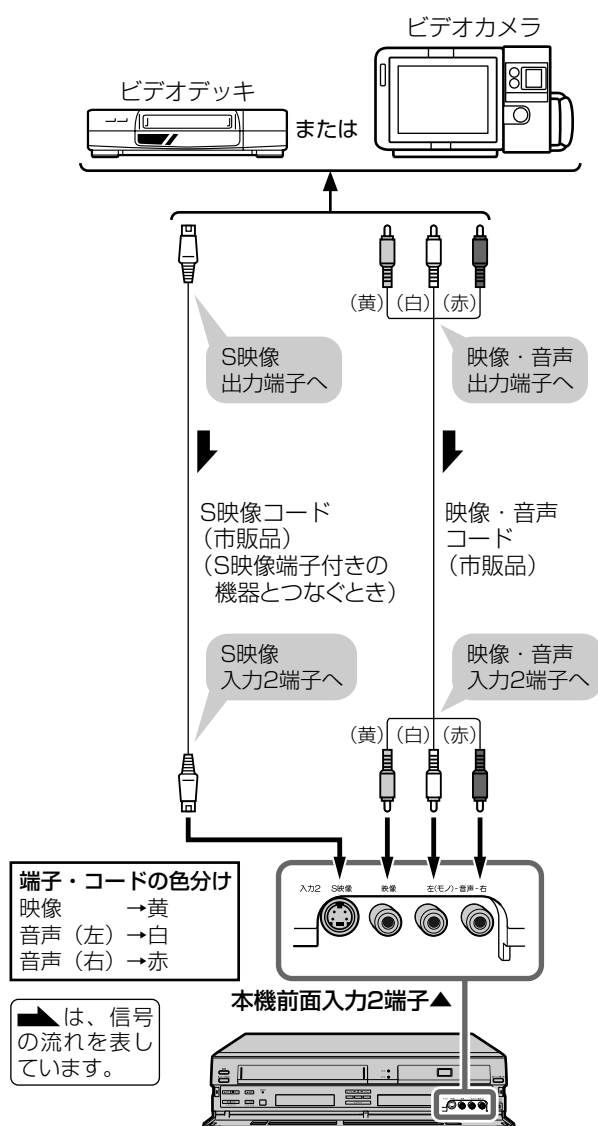 ビデオカメラ
ビデオデッキ
または
(黄)(白)(赤)
S映像
出力端子へ
映像・音声
出力端子へ
S映像コード
(市販品)
(S映像端子付きの
機器とつなぐとき)
映像・音声
コード
(市販品)
S映像
入力2端子へ
映像・音声
入力2端子へ
(黄)(白)(赤)
端子・コードの色分け
映像 →黄
音声(左)→白
音声(右)→赤
入力2 S映像 映像 左(モノ)-音声-右
本機前面入力2端子▲
は、信号
の流れを表し
ています。